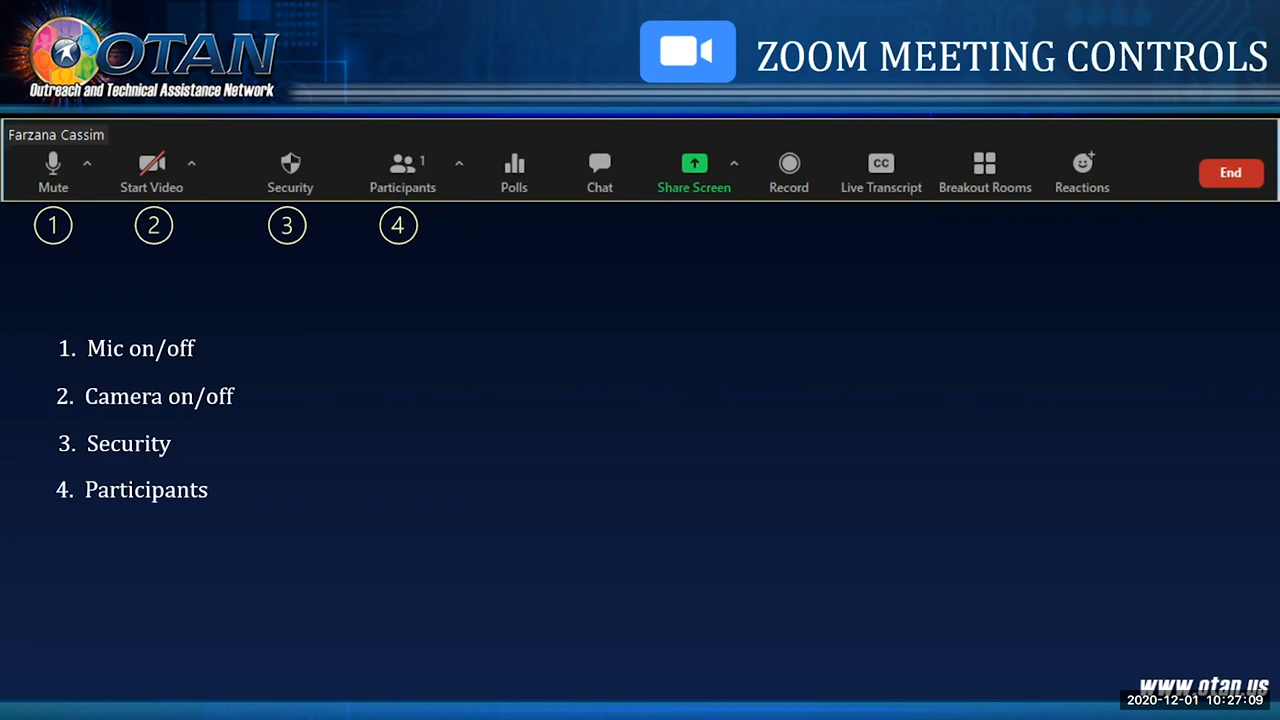 OTAN
Outreach and Technical Assistance Network
ZOOM MEETING CONTROLS
Farzana Cassim
Mute
Start Video
Security
Participants 1
Polls
Chat
Share Screen
Record
CC
Live Transcript
Breakout Rooms
Reactions
End
1 2 3 4
1. Mic on/off
2. Camera on/off
3. Security
4. Participants
www.otan.us
2020-12-01 10:27:09